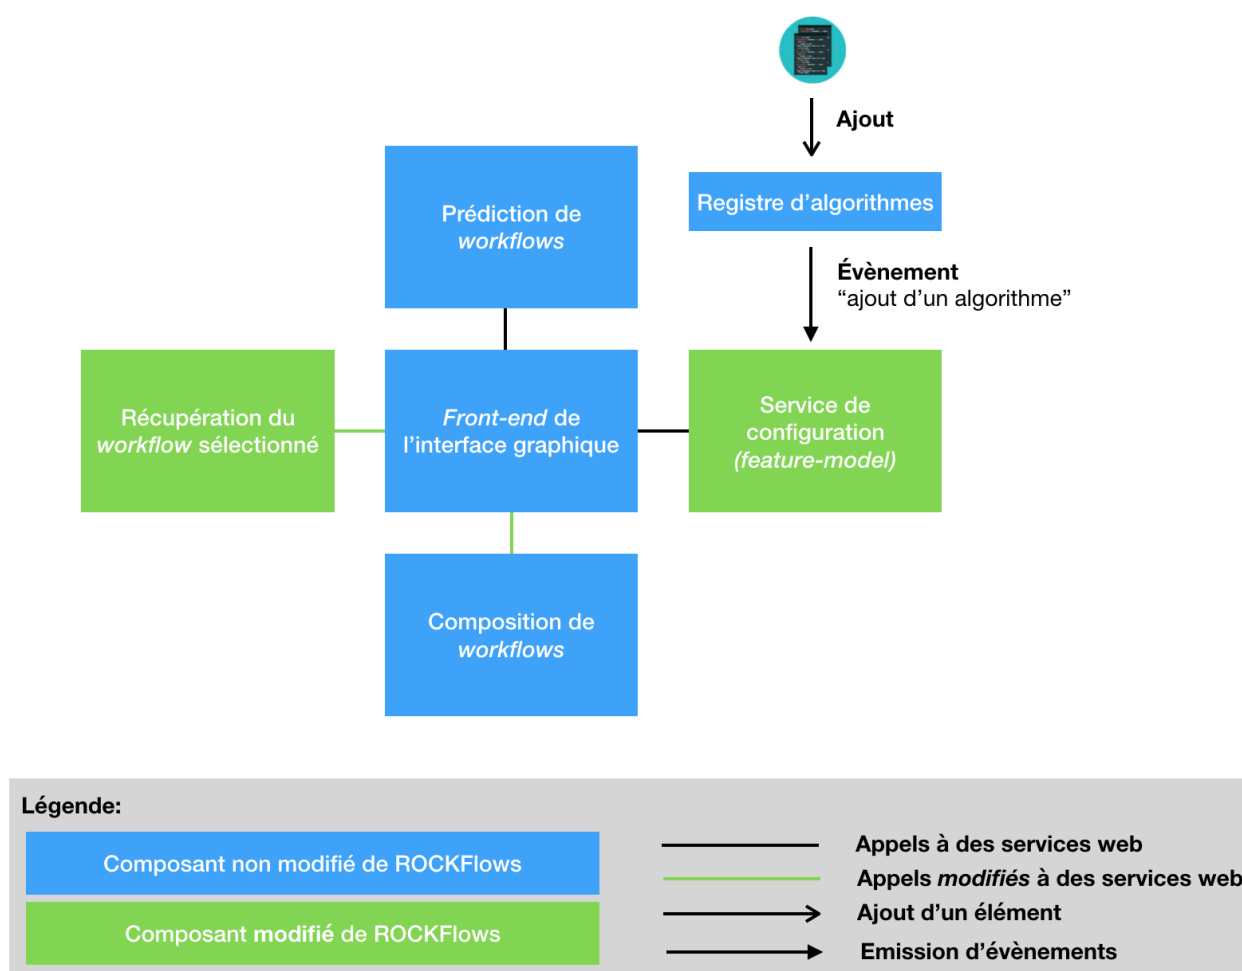 Ajout
Registre d’algorithmes
Évènement
“ajout d’un algorithme”
Prédiction de
workflows
Récupération du
workflow sélectionné
Front-end de
l’interface graphique
Service de
configuration
(feature-model)
Composition de
workflows
Légende:
Composant non modifié de ROCKFlows
Composant modifié de ROCKFlows
Appels à des services web
Appels modifiés à des services web
Ajout d’un élément
Emission d’évènements